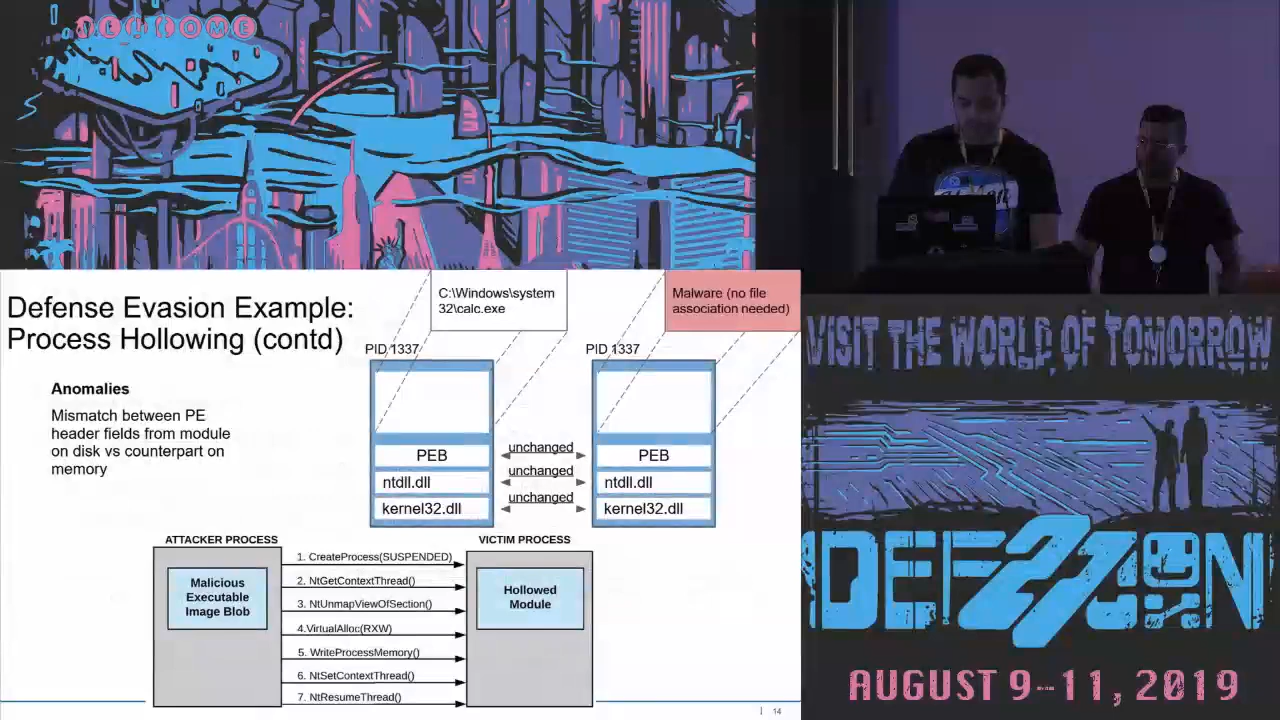 WELCOME
Defense Evasion Example:
Process Hollowing (contd)
C:\Windows\system
32\calc.exe
Malware (no file
association needed)
PID 1337
PID 1337
Anomalies
Mismatch between PE
header fields from module
on disk vs counterpart on
memory
PEB
unchanged
PEB
ntdll.dll
unchanged
ntdll.dll
kernel32.dll
unchanged
kernel32.dll
ATTACKER PROCESS
VICTIM PROCESS
Malicious
Executable
Image Blob
1. CreateProcess(SUSPENDED)
2. NtGetContextThread()
3. NtUnmapViewOfSection()
4.VirtualAlloc(RXW)
5. WriteProcessMemory()
6. NtSetContextThread()
7. NtResumeThread()
Hollowed
Module
14
VISIT THE WORLD OF TOMORROW
DEF27CON
AUGUST 9-11, 2019